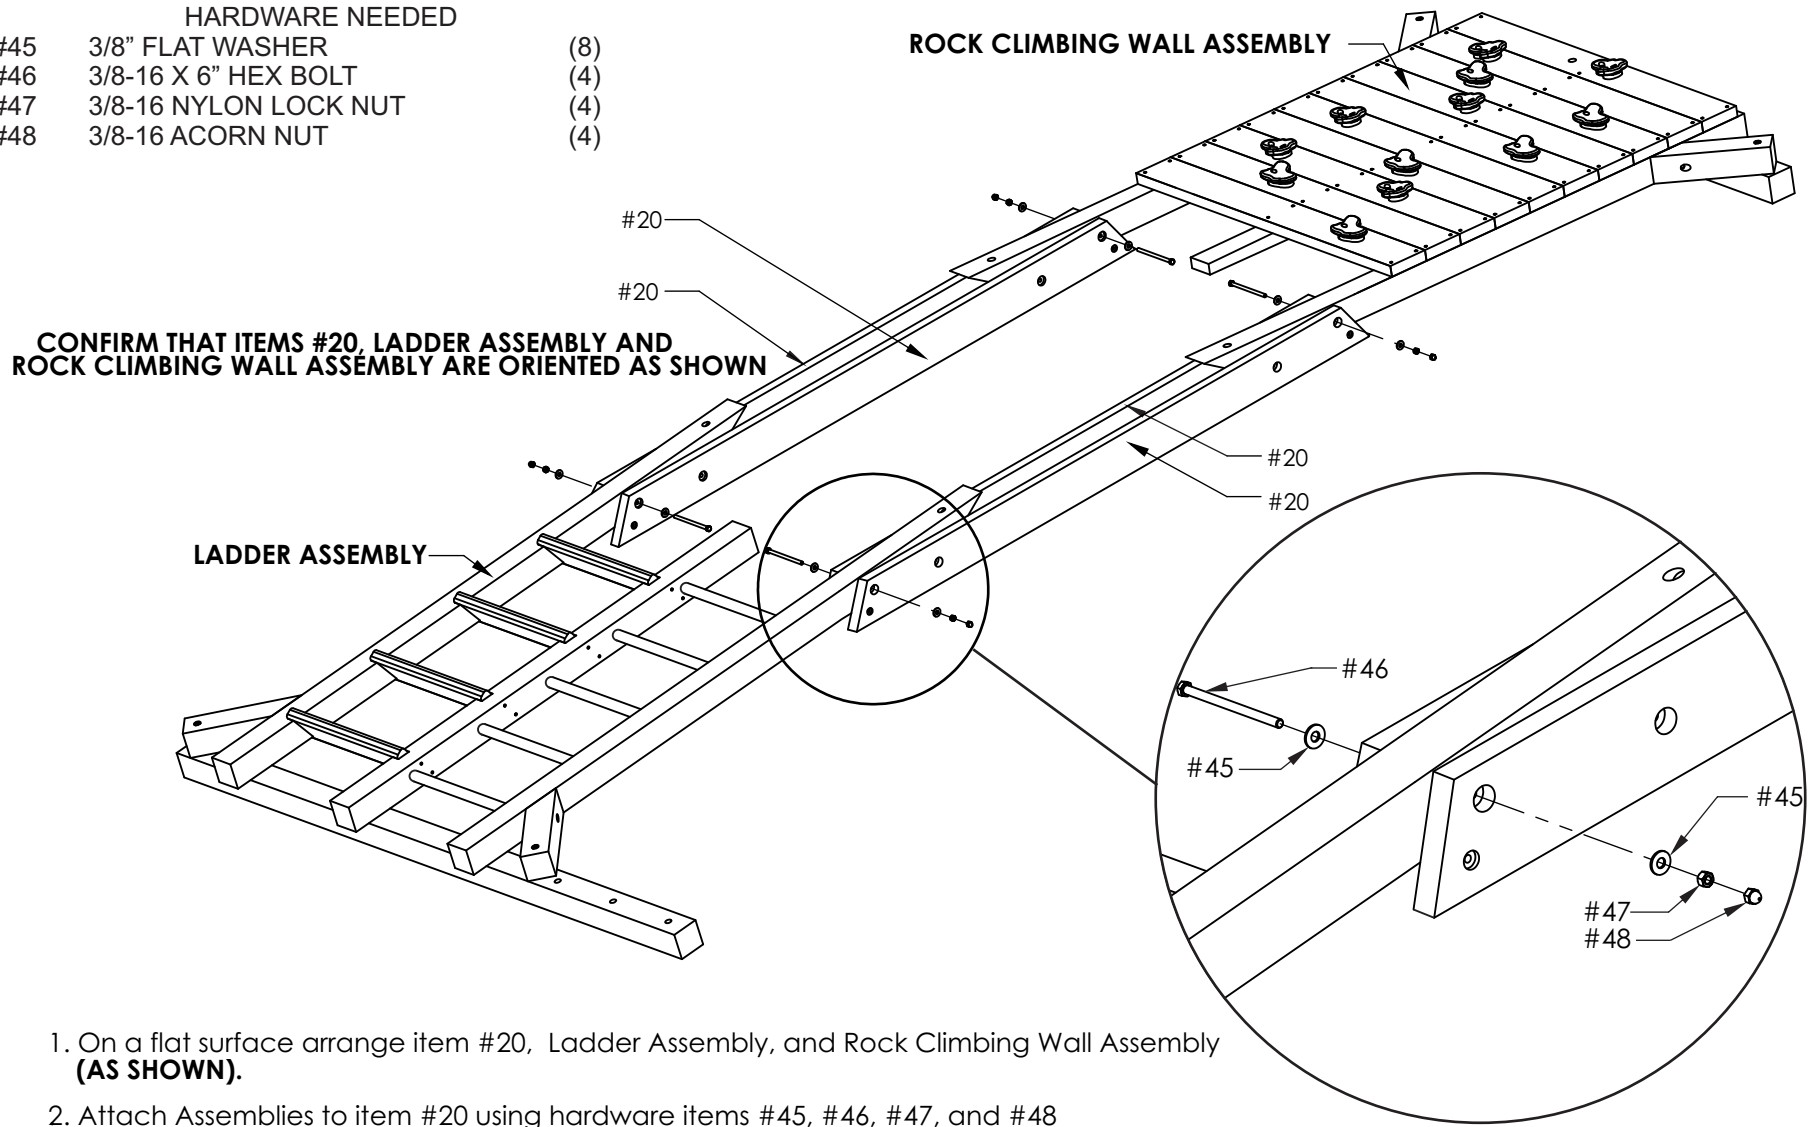 HARDWARE NEEDED
#45 3/8” FLAT WASHER (8)
#46 3/8-16 X 6” HEX BOLT (4)
#47 3/8-16 NYLON LOCK NUT (4)
#48 3/8-16 ACORN NUT (4)
ROCK CLIMBING WALL ASSEMBLY
#20
#20
CONFIRM THAT ITEMS #20, LADDER ASSEMBLY AND
ROCK CLIMBING WALL ASSEMBLY ARE ORIENTED AS SHOWN
#20
#20
LADDER ASSEMBLY
#46
#45
#45
#47
#48
1. On a flat surface arrange item #20, Ladder Assembly, and Rock Climbing Wall Assembly
(AS SHOWN).
2. Attach Assemblies to item #20 using hardware items #45, #46, #47, and #48